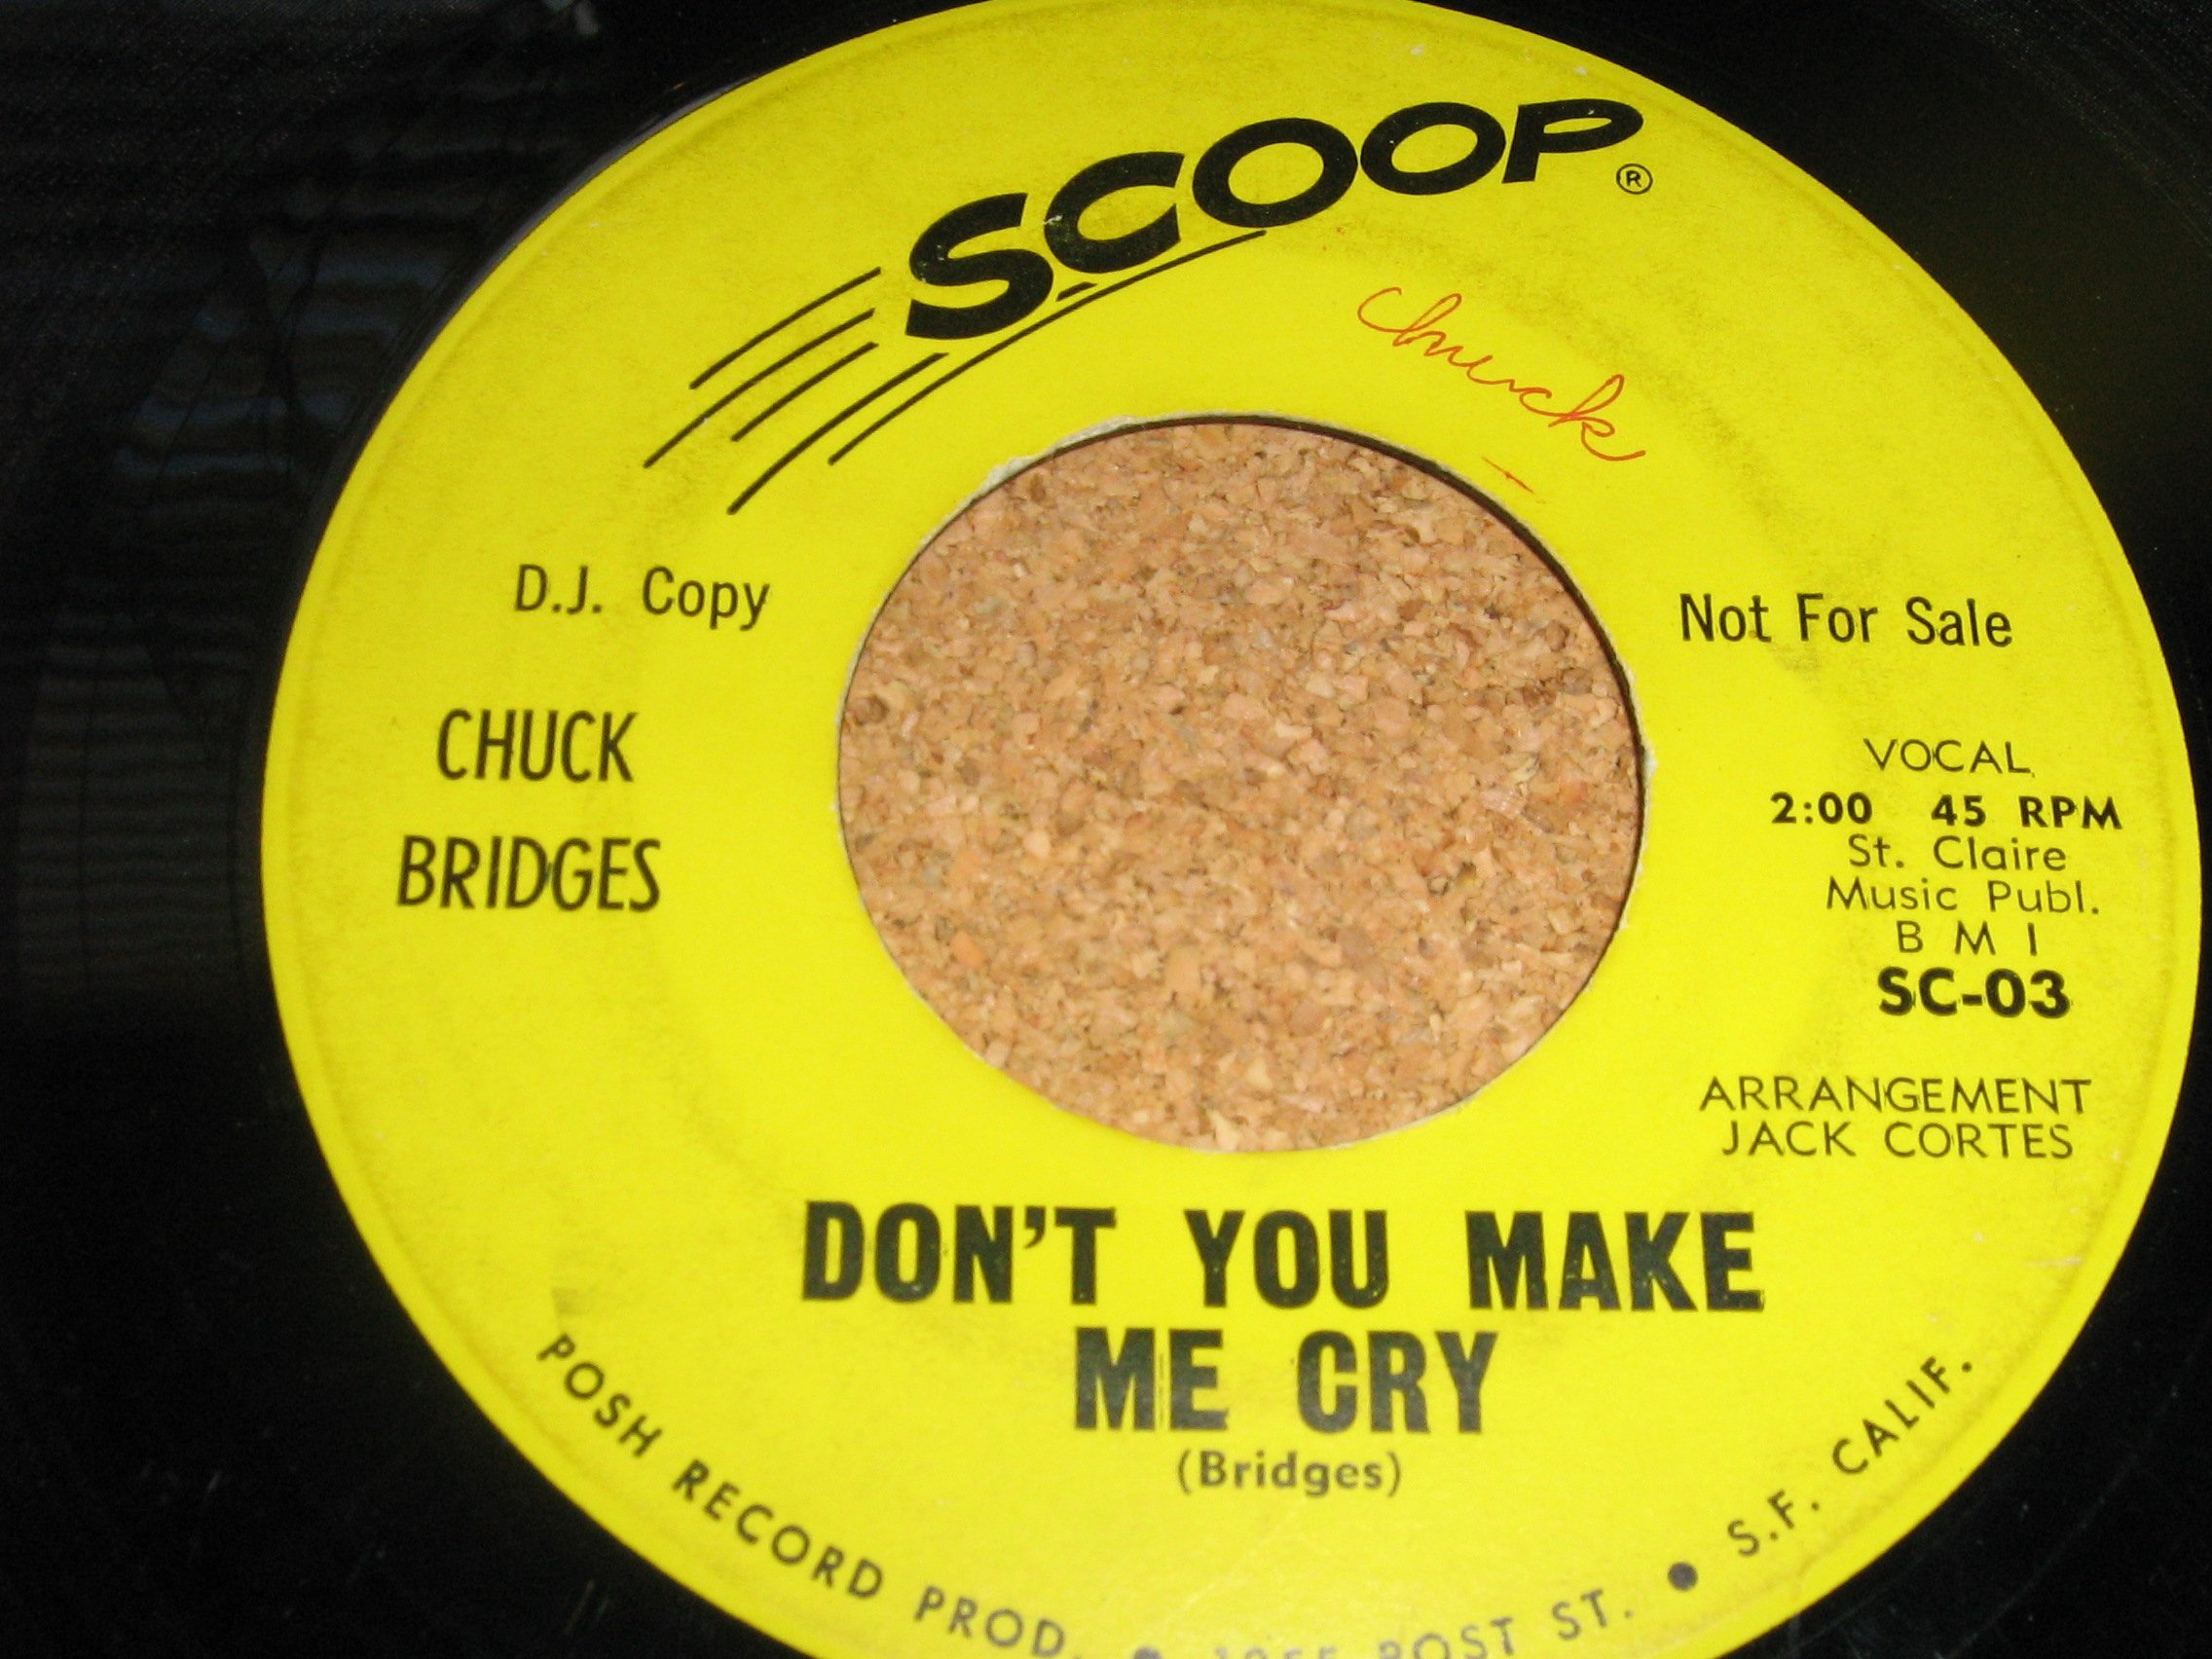 SCOOP®
Chuck
D.J. Copy
Not For Sale
CHUCK
BRIDGES
VOCAL
2:00 45 RPM
St. Claire
Music Publ.
B M I
SC-03
ARRANGEMENT
JACK CORTES
DON'T YOU MAKE
ME CRY
(Bridges)
POSH RECORD PROD. • POST ST. • S.F. CALIF.